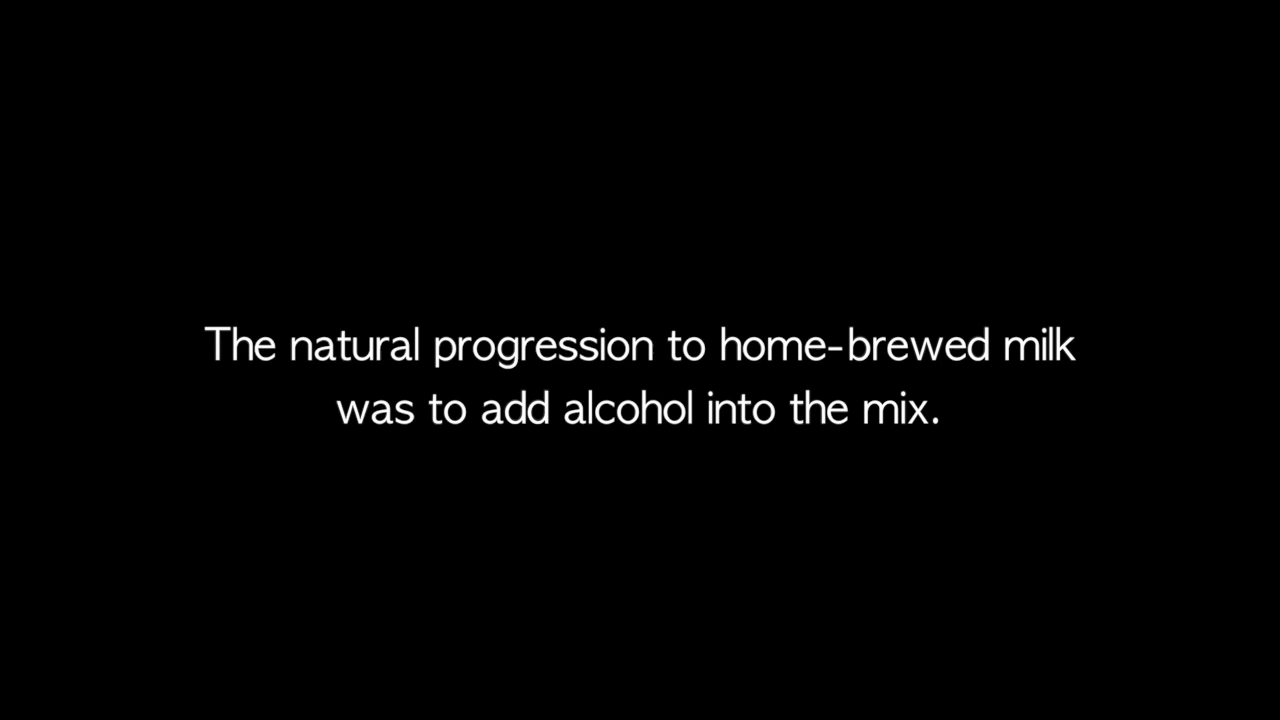 The natural progression to home-brewed milk
was to add alcohol into the mix.